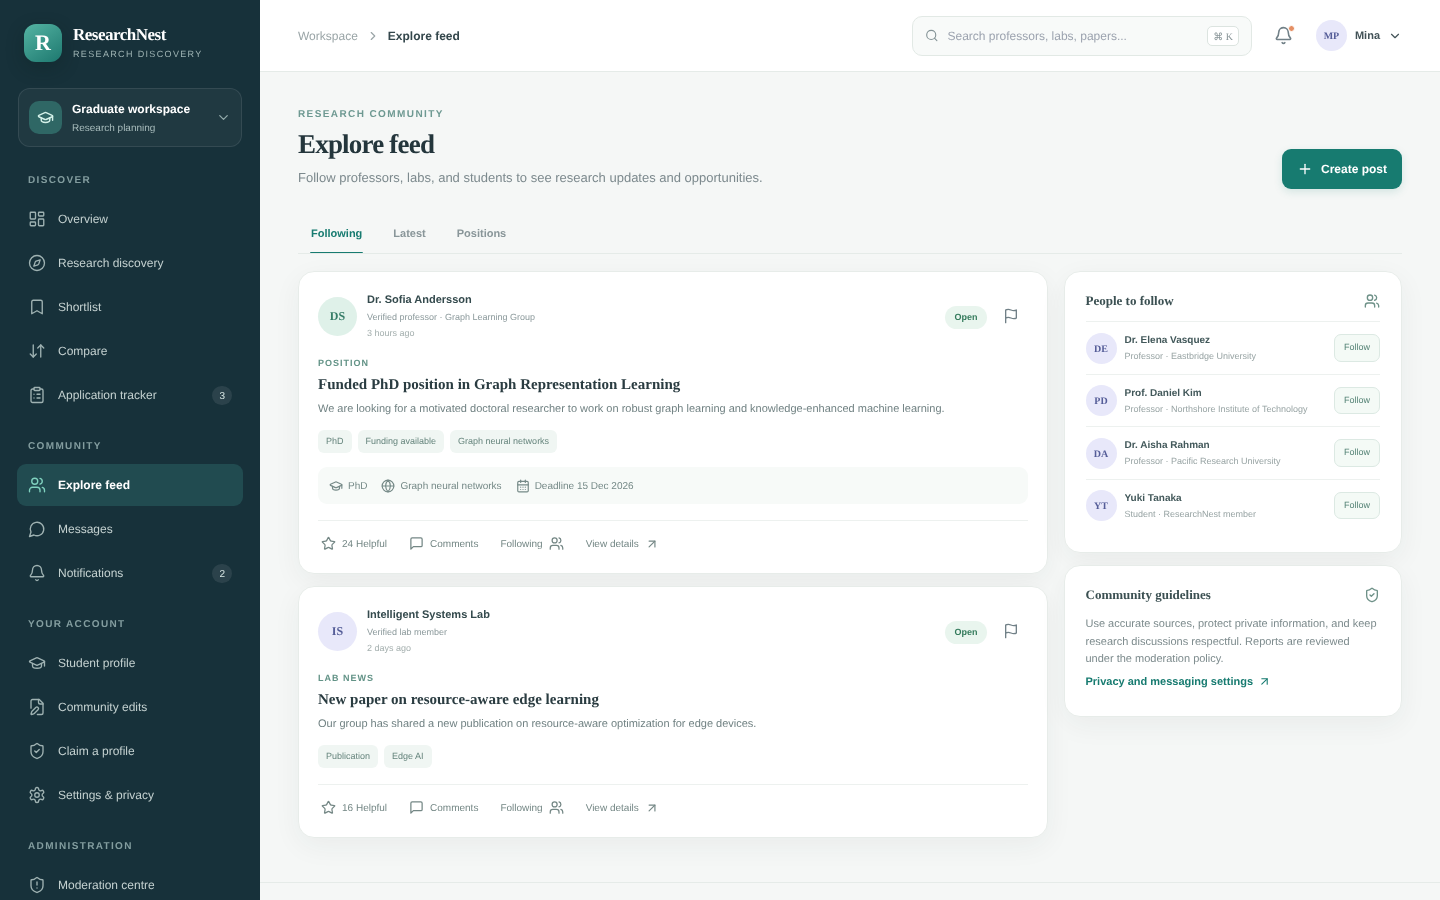 R
ResearchNest
RESEARCH DISCOVERY
Graduate workspace
Research planning
DISCOVER
Overview
Research discovery
Shortlist
Compare
Application tracker
3
COMMUNITY
Explore feed
Messages
Notifications
2
YOUR ACCOUNT
Student profile
Community edits
Claim a profile
Settings & privacy
ADMINISTRATION
Moderation centre
Workspace
Explore feed
Search professors, labs, papers...
⌘ K
MP
Mina
RESEARCH COMMUNITY
Explore feed
Follow professors, labs, and students to see research updates and opportunities.
Create post
Following
Latest
Positions
DS
Dr. Sofia Andersson
Verified professor · Graph Learning Group
3 hours ago
Open
POSITION
Funded PhD position in Graph Representation Learning
We are looking for a motivated doctoral researcher to work on robust graph learning and knowledge-enhanced machine learning.
PhD
Funding available
Graph neural networks
PhD
Graph neural networks
Deadline 15 Dec 2026
24 Helpful
Comments
Following
View details
IS
Intelligent Systems Lab
Verified lab member
2 days ago
Open
LAB NEWS
New paper on resource-aware edge learning
Our group has shared a new publication on resource-aware optimization for edge devices.
Publication
Edge AI
16 Helpful
Comments
Following
View details
People to follow
DE
Dr. Elena Vasquez
Professor · Eastbridge University
Follow
PD
Prof. Daniel Kim
Professor · Northshore Institute of Technology
Follow
DA
Dr. Aisha Rahman
Professor · Pacific Research University
Follow
YT
Yuki Tanaka
Student · ResearchNest member
Follow
Community guidelines
Use accurate sources, protect private information, and keep
research discussions respectful. Reports are reviewed
under the moderation policy.
Privacy and messaging settings